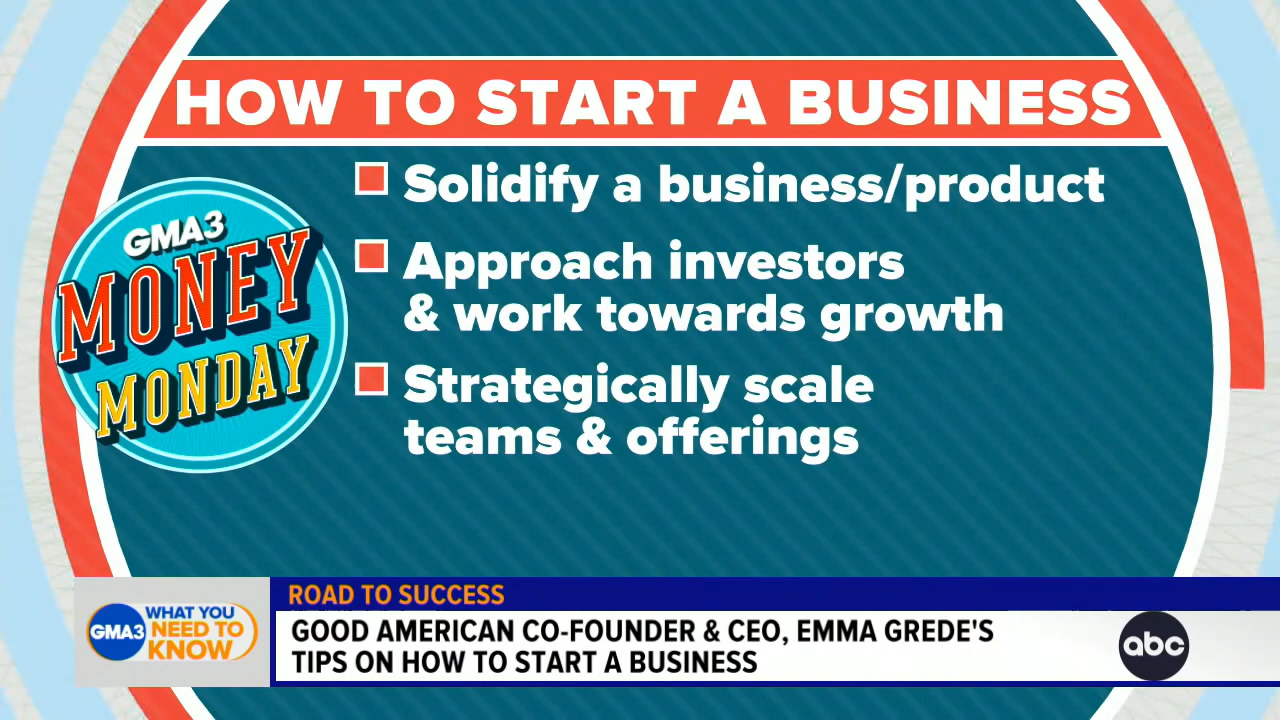 HOW TO START A BUSINESS
Solidify a business/product
Approach investors
& work towards growth
Strategically scale
teams & offerings
GMA3
MONEY
MONDAY
ROAD TO SUCCESS
GOOD AMERICAN CO-FOUNDER & CEO, EMMA GREDE'S
TIPS ON HOW TO START A BUSINESS
GMA3
WHAT YOU
NEED TO
KNOW
abc